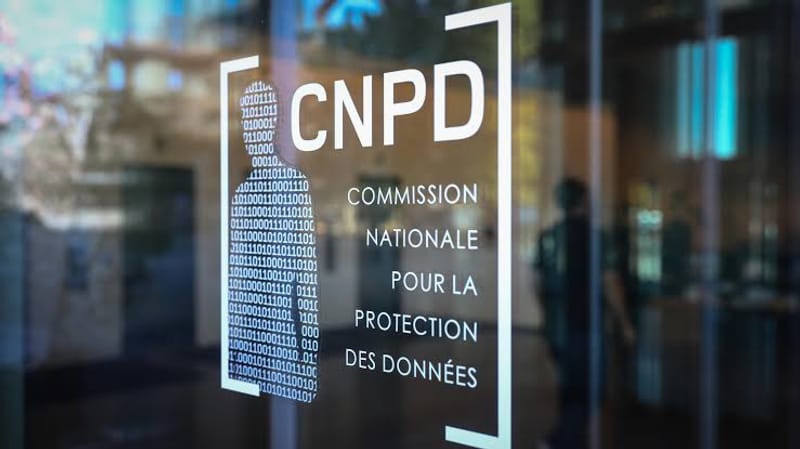 CNPD
COMMISSION
NATIONALE
POUR LA
PROTECTION
DES DONNÉES